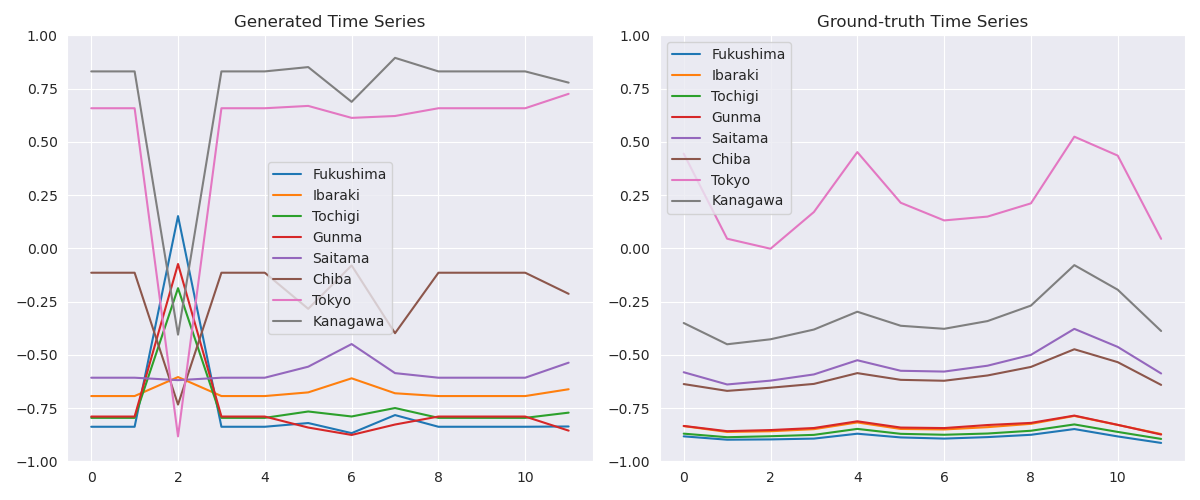 Generated Time Series
1.00
0.75
0.50
0.25
0.00
−0.25
−0.50
−0.75
−1.00
0
2
4
6
8
10
Fukushima
Ibaraki
Tochigi
Gunma
Saitama
Chiba
Tokyo
Kanagawa
Ground-truth Time Series
1.00
0.75
0.50
0.25
0.00
−0.25
−0.50
−0.75
−1.00
0
2
4
6
8
10
Fukushima
Ibaraki
Tochigi
Gunma
Saitama
Chiba
Tokyo
Kanagawa